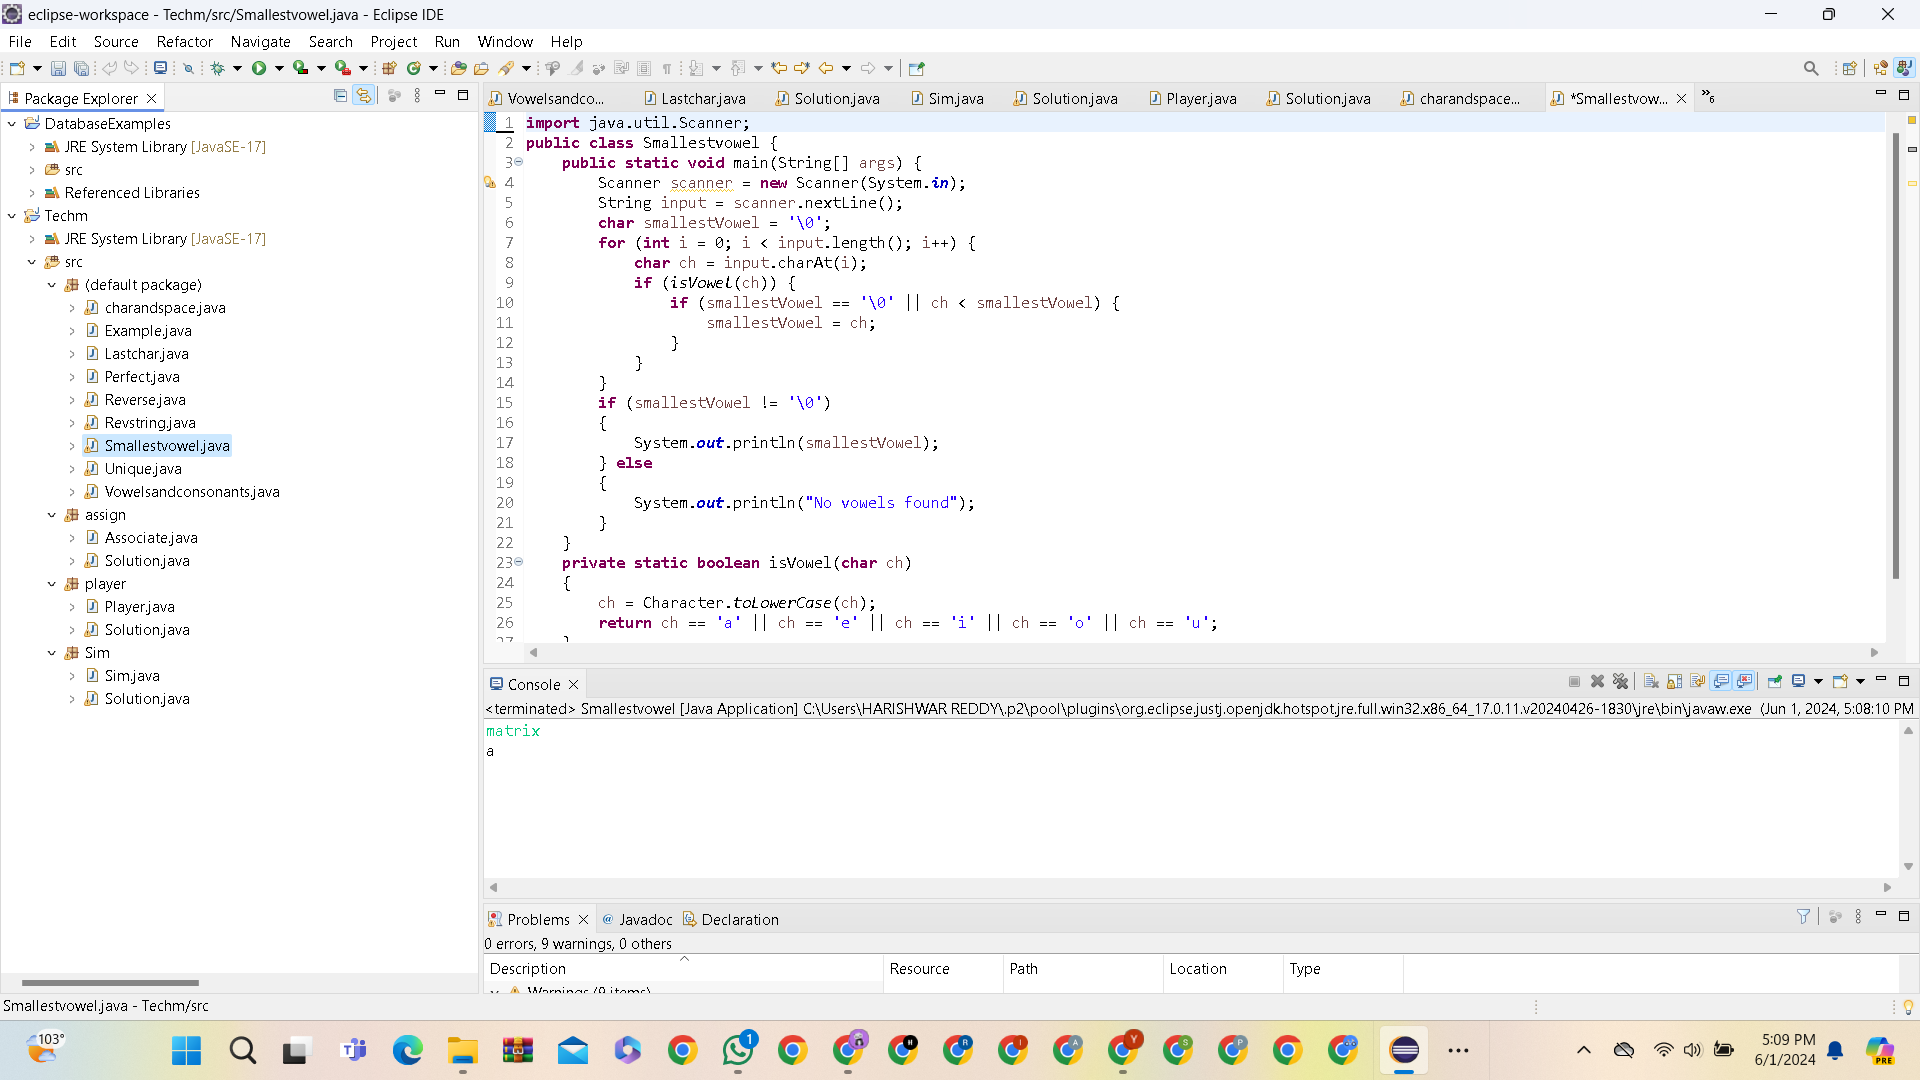 eclipse-workspace - Techm/src/Smallestvowel.java - Eclipse IDE
File Edit Source Refactor Navigate Search Project Run Window Help
Package Explorer
DatabaseExamples
JRE System Library [JavaSE-17]
src
Referenced Libraries
Techm
JRE System Library [JavaSE-17]
src
(default package)
charandspace.java
Example.java
Lastchar.java
Perfect.java
Reverse.java
Revstring.java
Smallestvowel.java
Unique.java
Vowelsandconsonants.java
assign
Associate.java
Solution.java
player
Player.java
Solution.java
Sim
Sim.java
Solution.java
Vowelsandco... Lastchar.java Solution.java Sim.java Solution.java Player.java Solution.java charandspace... *Smallestvow... »6
1 import java.util.Scanner;
2 public class Smallestvowel {
3 public static void main(String[] args) {
4 Scanner scanner = new Scanner(System.in);
5 String input = scanner.nextLine();
6 char smallestVowel = '\0';
7 for (int i = 0; i < input.length(); i++) {
8 char ch = input.charAt(i);
9 if (isVowel(ch)) {
10 if (smallestVowel == '\0' || ch < smallestVowel) {
11 smallestVowel = ch;
12 }
13 }
14 }
15 if (smallestVowel != '\0')
16 {
17 System.out.println(smallestVowel);
18 } else
19 {
20 System.out.println("No vowels found");
21 }
22 }
23 private static boolean isVowel(char ch)
24 {
25 ch = Character.toLowerCase(ch);
26 return ch == 'a' || ch == 'e' || ch == 'i' || ch == 'o' || ch == 'u';
27 }
Console
<terminated> Smallestvowel [Java Application] C:\Users\HARISHWAR REDDY\.p2\pool\plugins\org.eclipse.justj.openjdk.hotspot.jre.full.win32.x86_64_17.0.11.v20240426-1830\jre\bin\javaw.exe (Jun 1, 2024, 5:08:10 PM
matrix
a
Problems @ Javadoc Declaration
0 errors, 9 warnings, 0 others
Description Resource Path Location Type
Warnings (9 items)
Smallestvowel.java - Techm/src
103°
1
5:09 PM
6/1/2024
PRE